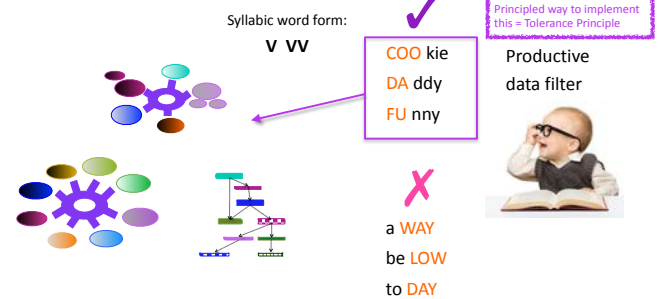 Syllabic word form:
V VV
✓
Principled way to implement
this = Tolerance Principle
COO kie
DA ddy
FU nny
Productive
data filter
✗
a WAY
be LOW
to DAY